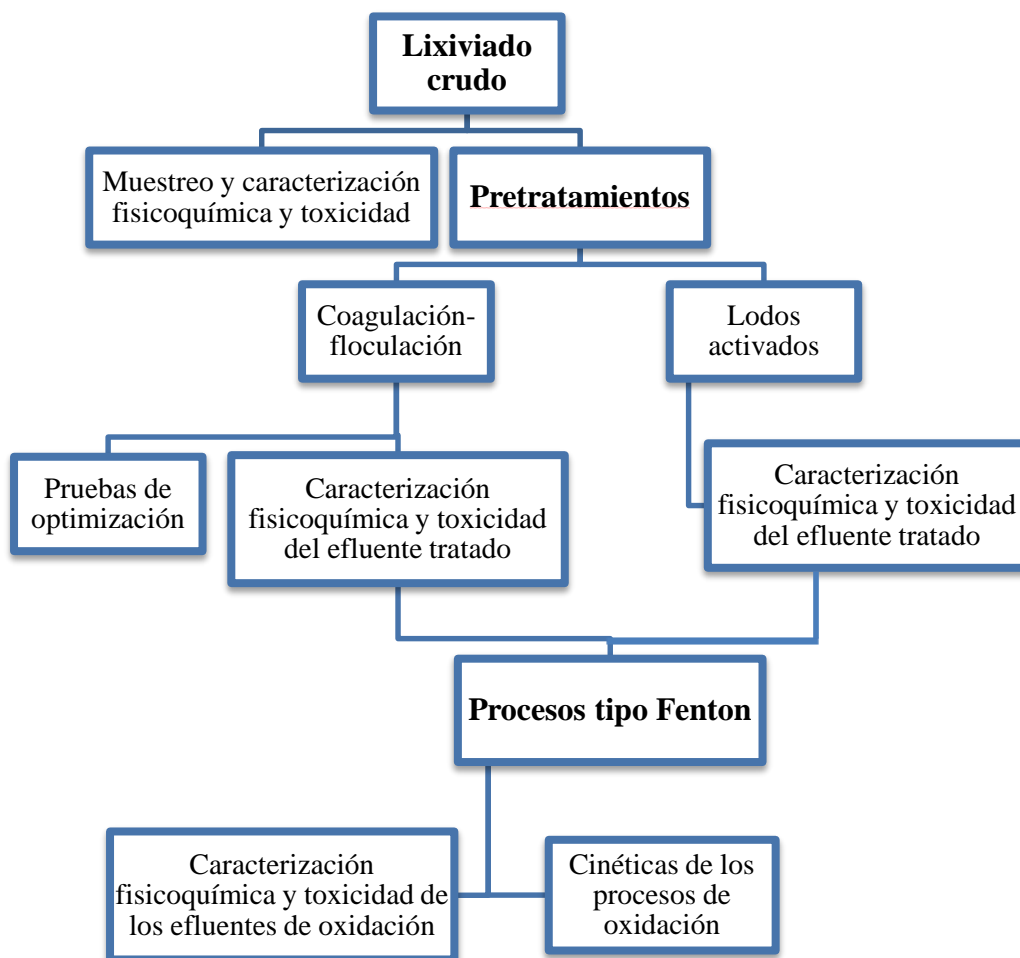 Lixiviado
crudo
Muestreo y caracterización
fisicoquímica y toxicidad
Pretratamientos
Coagulación-
floculación
Lodos
activados
Pruebas de
optimización
Caracterización
fisicoquímica y toxicidad
del efluente tratado
Caracterización
fisicoquímica y toxicidad
del efluente tratado
Procesos tipo Fenton
Caracterización
fisicoquímica y toxicidad de
los efluentes de oxidación
Cinéticas de los
procesos de
oxidación